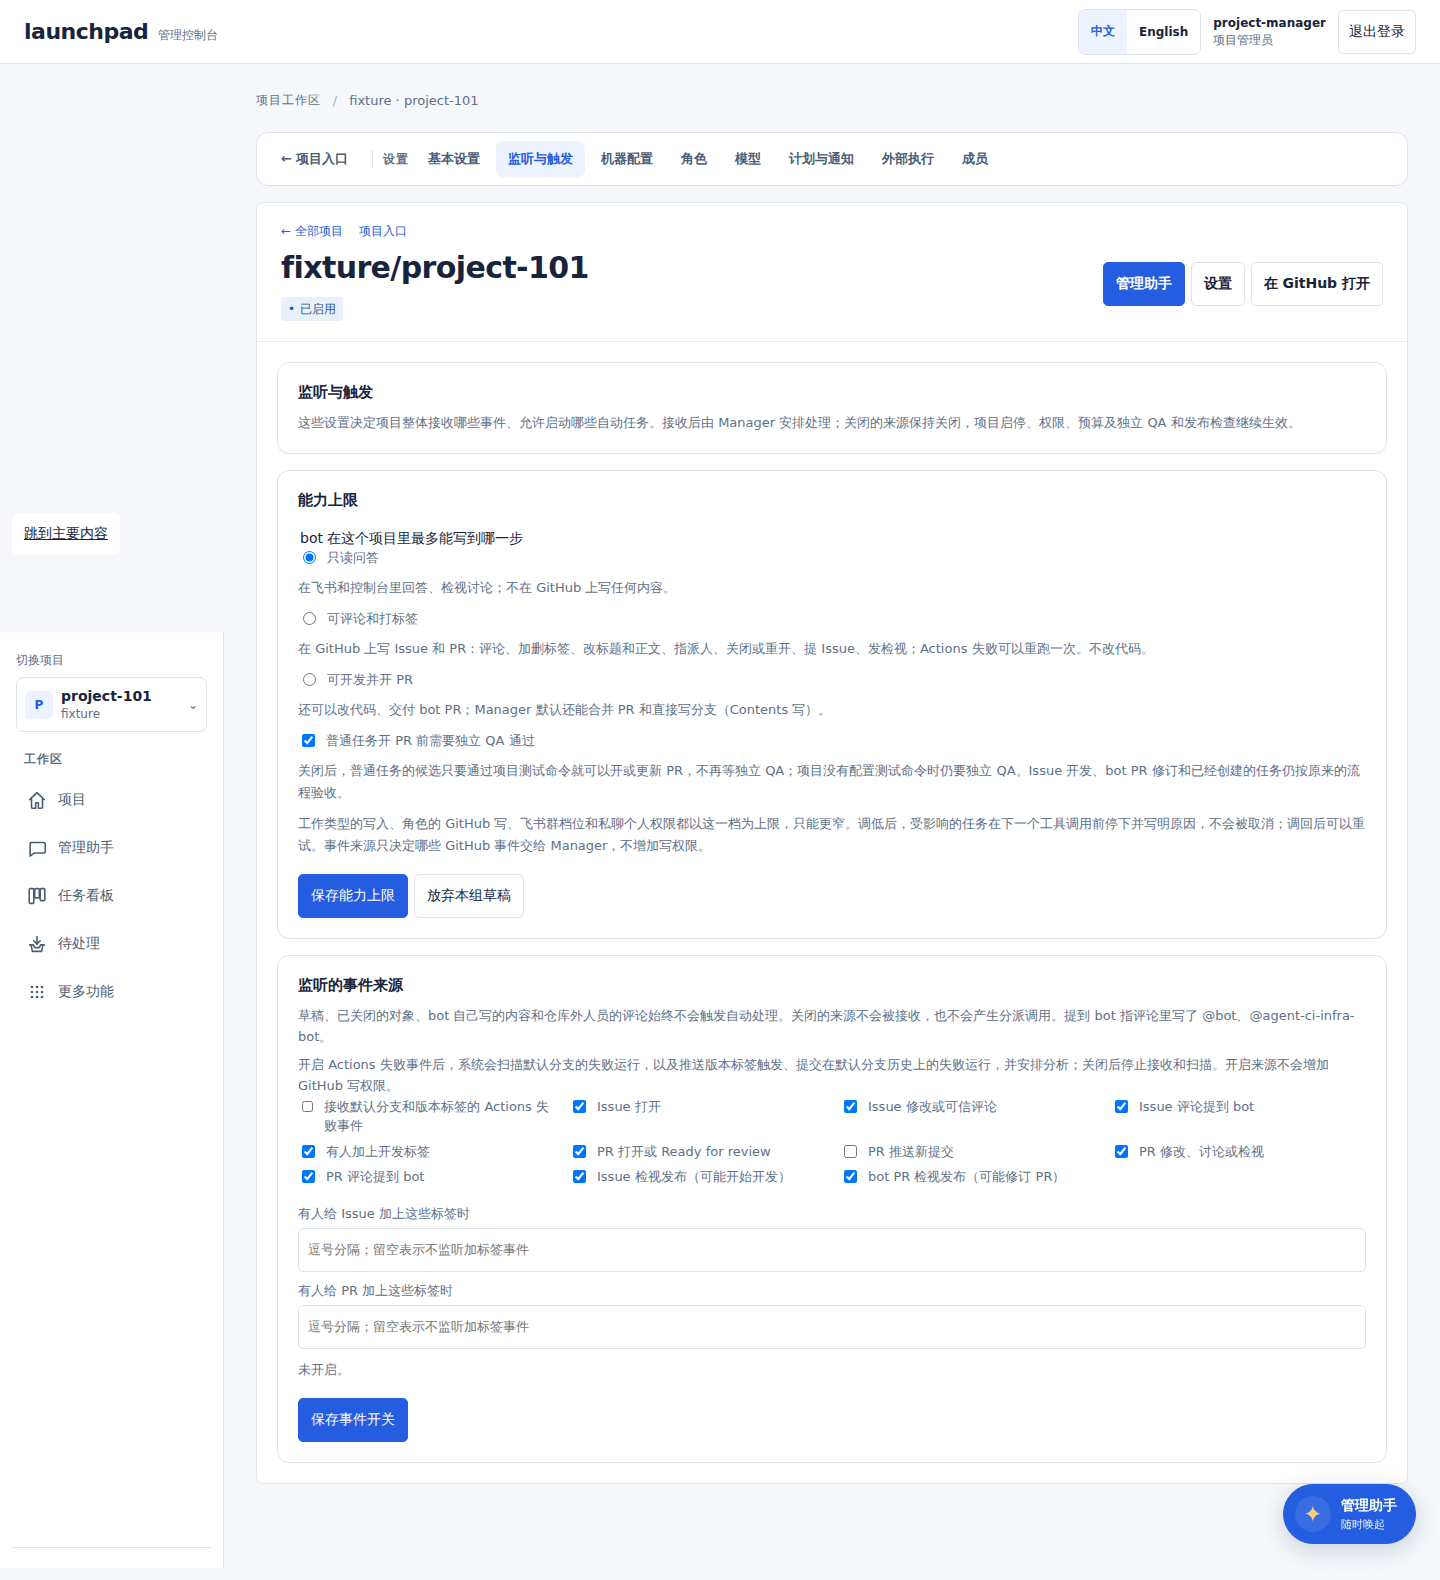 launchpad 管理控制台
中文 English
project-manager
项目管理员
退出登录
项目工作区 / fixture · project-101
← 项目入口 设置 基本设置 监听与触发 机器配置 角色 模型 计划与通知 外部执行 成员
← 全部项目 项目入口
fixture/project-101
• 已启用
管理助手 设置 在 GitHub 打开
监听与触发
这些设置决定项目整体接收哪些事件、允许启动哪些自动任务。接收后由 Manager 安排处理；关闭的来源保持关闭，项目启停、权限、预算及独立 QA 和发布检查继续生效。
能力上限
bot 在这个项目里最多能写到哪一步
只读问答
在飞书和控制台里回答、检视讨论；不在 GitHub 上写任何内容。
可评论和打标签
在 GitHub 上写 Issue 和 PR：评论、加删标签、改标题和正文、指派人、关闭或重开、提 Issue、发检视；Actions 失败可以重跑一次。不改代码。
可开发并开 PR
还可以改代码、交付 bot PR；Manager 默认还能合并 PR 和直接写分支（Contents 写）。
普通任务开 PR 前需要独立 QA 通过
关闭后，普通任务的候选只要通过项目测试命令就可以开或更新 PR，不再等独立 QA；项目没有配置测试命令时仍要独立 QA。Issue 开发、bot PR 修订和已经创建的任务仍按原来的流
程验收。
工作类型的写入、角色的 GitHub 写、飞书群档位和私聊个人权限都以这一档为上限，只能更窄。调低后，受影响的任务在下一个工具调用前停下并写明原因，不会被取消；调回后可以重
试。事件来源只决定哪些 GitHub 事件交给 Manager，不增加写权限。
保存能力上限 放弃本组草稿
监听的事件来源
草稿、已关闭的对象、bot 自己写的内容和仓库外人员的评论始终不会触发自动处理。关闭的来源不会被接收，也不会产生分派调用。提到 bot 指评论里写了 @bot、@agent-ci-infra-
bot。
开启 Actions 失败事件后，系统会扫描默认分支的失败运行，以及推送版本标签触发、提交在默认分支历史上的失败运行，并安排分析；关闭后停止接收和扫描。开启来源不会增加
GitHub 写权限。
接收默认分支和版本标签的 Actions 失
败事件
Issue 打开
Issue 修改或可信评论
Issue 评论提到 bot
有人加上开发标签
PR 打开或 Ready for review
PR 推送新提交
PR 修改、讨论或检视
PR 评论提到 bot
Issue 检视发布（可能开始开发）
bot PR 检视发布（可能修订 PR）
有人给 Issue 加上这些标签时
逗号分隔；留空表示不监听加标签事件
有人给 PR 加上这些标签时
逗号分隔；留空表示不监听加标签事件
未开启。
保存事件开关
跳到主要内容
切换项目
P project-101
fixture
工作区
项目
管理助手
任务看板
待处理
更多功能
管理助手
随时唤起